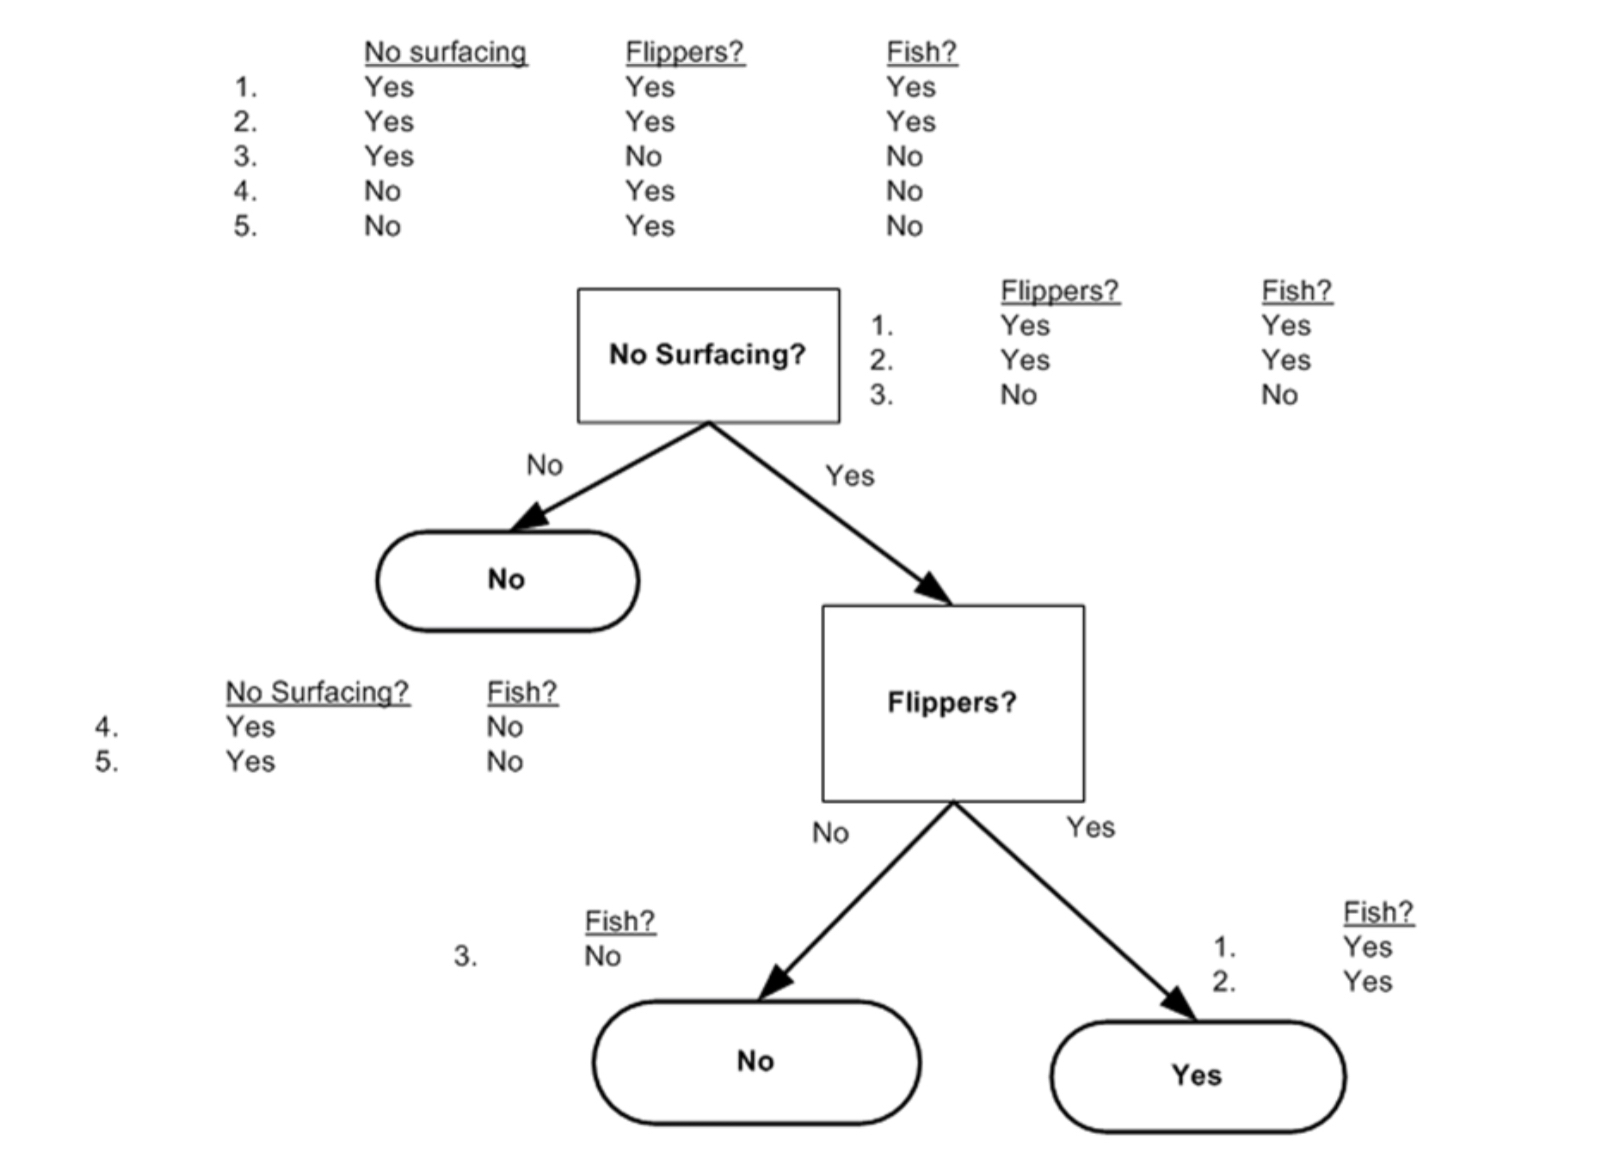 No surfacing Flippers? Fish?
1. Yes Yes Yes
2. Yes Yes Yes
3. Yes No No
4. No Yes No
5. No Yes No
Flippers? Fish?
1. Yes Yes
2. Yes Yes
3. No No
No Surfacing?
No
Yes
No
No Surfacing? Fish?
4. Yes No
5. Yes No
Flippers?
No
Yes
Fish?
3. No
Fish?
1. Yes
2. Yes
No
Yes